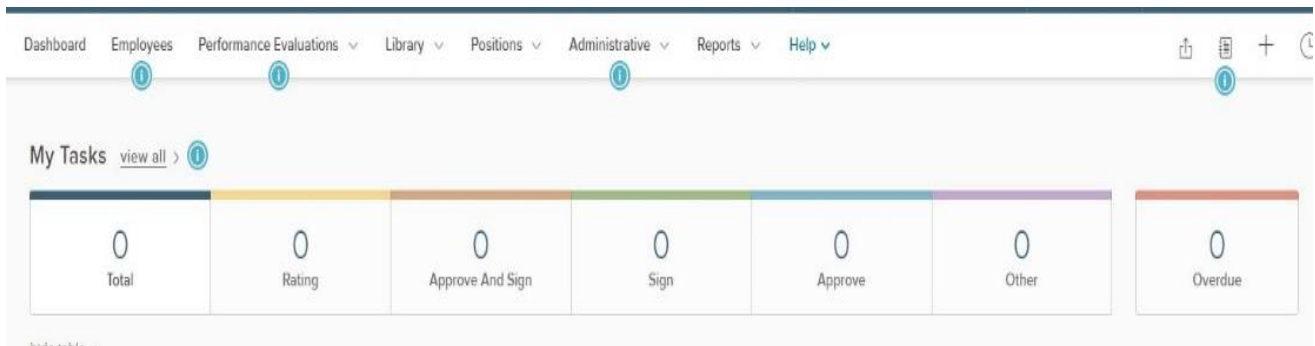 Dashboard Employees Performance Evaluations Library Positions Administrative Reports Help
My Tasks view all >
0 0 0 0 0 0 0
Total Rating Approve And Sign Sign Approve Other Overdue